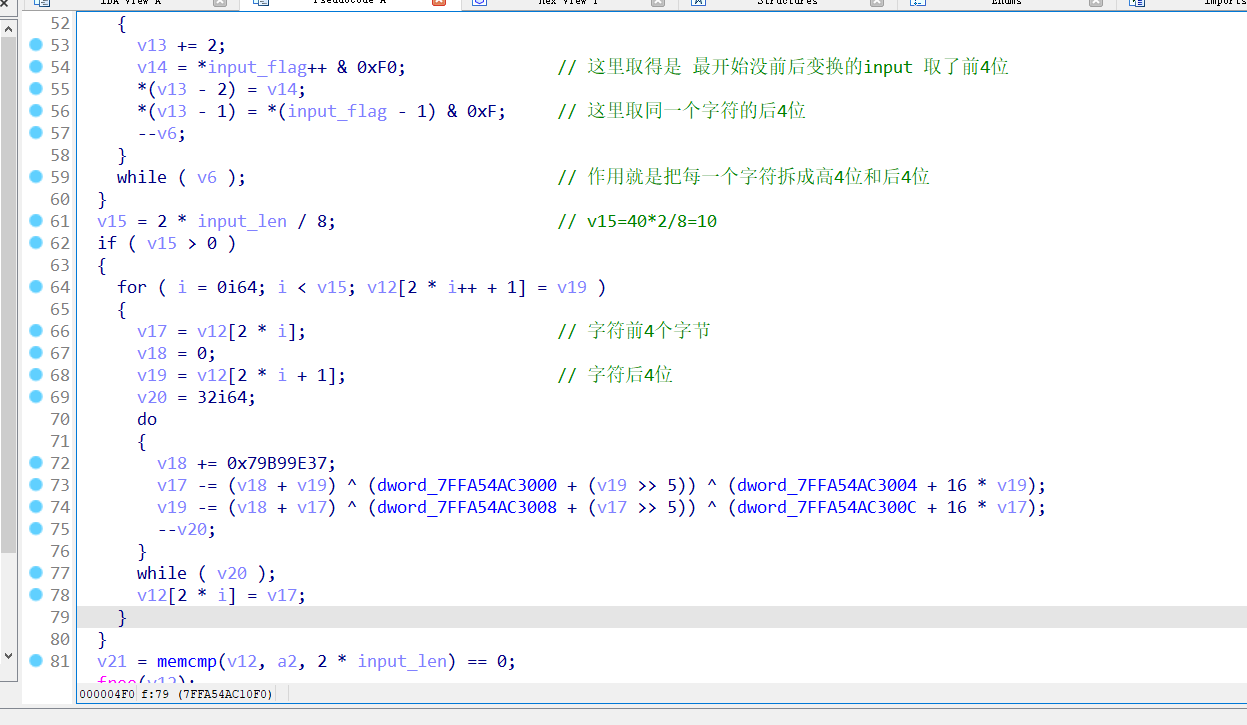 IDA View A Pseudocode A Hex View 1 Structures Enums Imports
52 {
53 v13 += 2;
54 v14 = *input_flag++ & 0xF0; // 这里取得是 最开始没前后变换的input 取了前4位
55 *(v13 - 2) = v14;
56 *(v13 - 1) = *(input_flag - 1) & 0xF; // 这里取同一个字符的后4位
57 --v6;
58 }
59 while ( v6 ); // 作用就是把每一个字符拆成高4位和后4位
60 }
61 v15 = 2 * input_len / 8; // v15=40*2/8=10
62 if ( v15 > 0 )
63 {
64 for ( i = 0i64; i < v15; v12[2 * i++ + 1] = v19 )
65 {
66 v17 = v12[2 * i]; // 字符前4个字节
67 v18 = 0;
68 v19 = v12[2 * i + 1]; // 字符后4位
69 v20 = 32i64;
70 do
71 {
72 v18 += 0x79B99E37;
73 v17 -= (v18 + v19) ^ (dword_7FFA54AC3000 + (v19 >> 5)) ^ (dword_7FFA54AC3004 + 16 * v19);
74 v19 -= (v18 + v17) ^ (dword_7FFA54AC3008 + (v17 >> 5)) ^ (dword_7FFA54AC300C + 16 * v17);
75 --v20;
76 }
77 while ( v20 );
78 v12[2 * i] = v17;
79 }
80 }
81 v21 = memcmp(v12, a2, 2 * input_len) == 0;
free(v12);
000004F0 f:79 (7FFA54AC10F0)